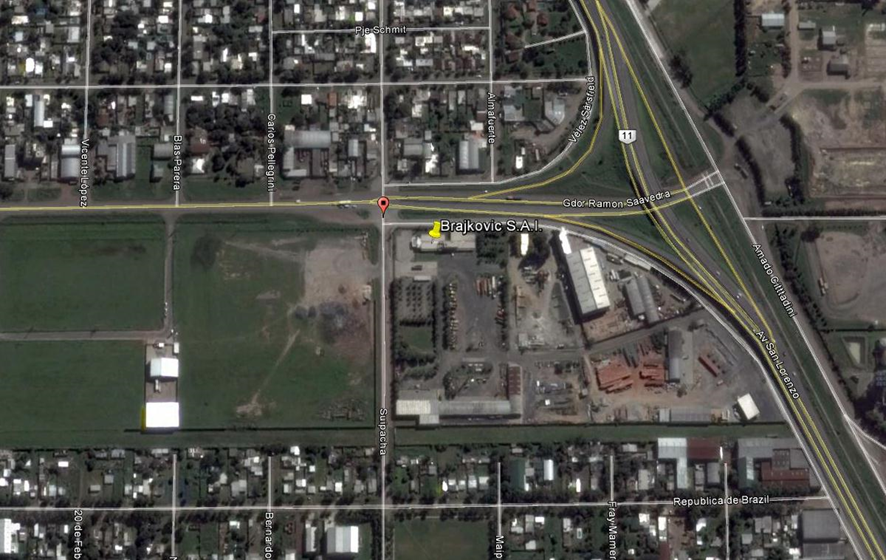 Pje Schmit
Almafuerte
Carlos Pellegrini
Vicente López
Blas Parera
Velez Sarsfield
11
Gdor Ramon Saavedra
Brajkovic S.A.I.
Amado Cittladini
Av San Lorenzo
Suipacha
Republica de Brazil
20 de Feb
Bernardo
Maip
Fray Mamer